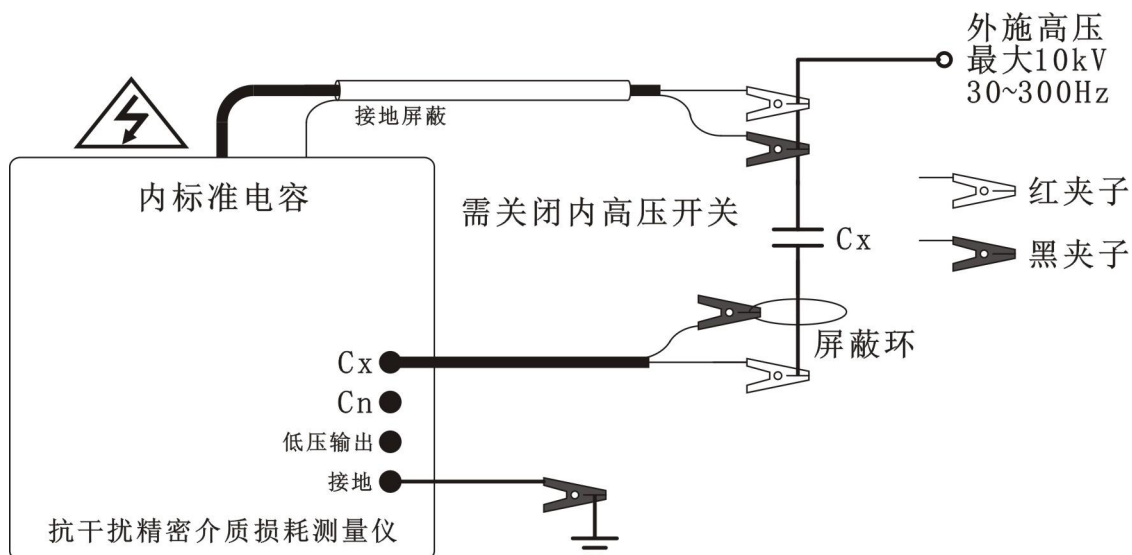 外施高压
最大10kV
30~300Hz
接地屏蔽
内标准电容
需关闭内高压开关
红夹子
Cx
黑夹子
屏蔽环
Cx
Cn
低压输出
接地
抗干扰精密介质损耗测量仪